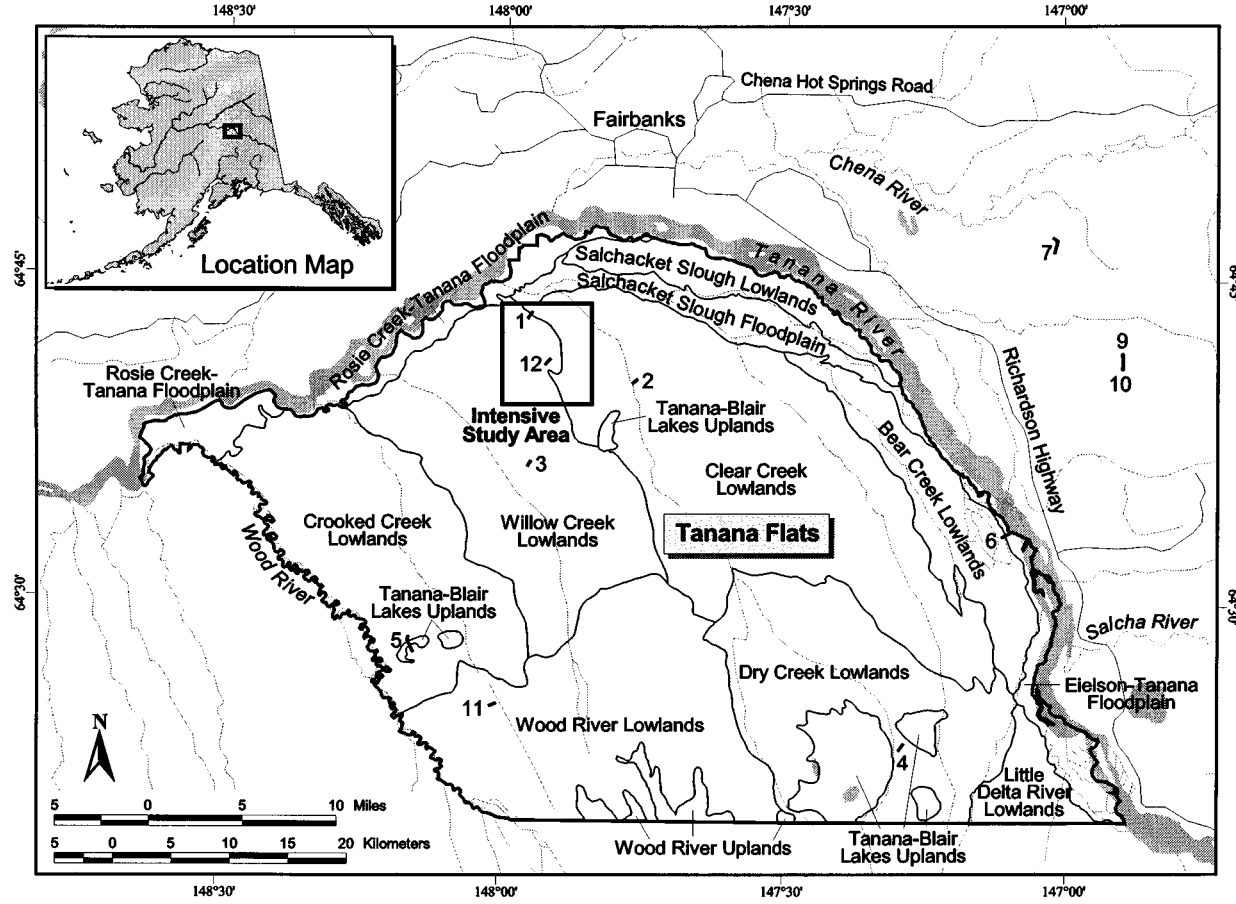 148°30'
148°00'
147°30'
147°00'
Location Map
Chena Hot Springs Road
Fairbanks
Chena River
7
64°45'
Rosie Creek-Tanana Floodplain
Tanana River
Salchacket Slough Lowlands
Salchacket Slough Floodplain
1
12
9
10
Rosie Creek-
Tanana Floodplain
2
Richardson Highway
Intensive
Study Area
Tanana-Blair
Lakes Uplands
3
Clear Creek
Lowlands
Bear Creek Lowlands
Crooked Creek
Lowlands
Willow Creek
Lowlands
Tanana Flats
6
Wood River
64°30'
64°30'
Tanana-Blair
Lakes Uplands
5
Salcha River
Dry Creek Lowlands
Eielson-Tanana
Floodplain
11
Wood River Lowlands
4
N
Little
Delta River
Lowlands
5 0 5 10 Miles
5 0 5 10 15 20 Kilometers
Wood River Uplands
Tanana-Blair
Lakes Uplands
148°30'
148°00'
147°30'
147°00'